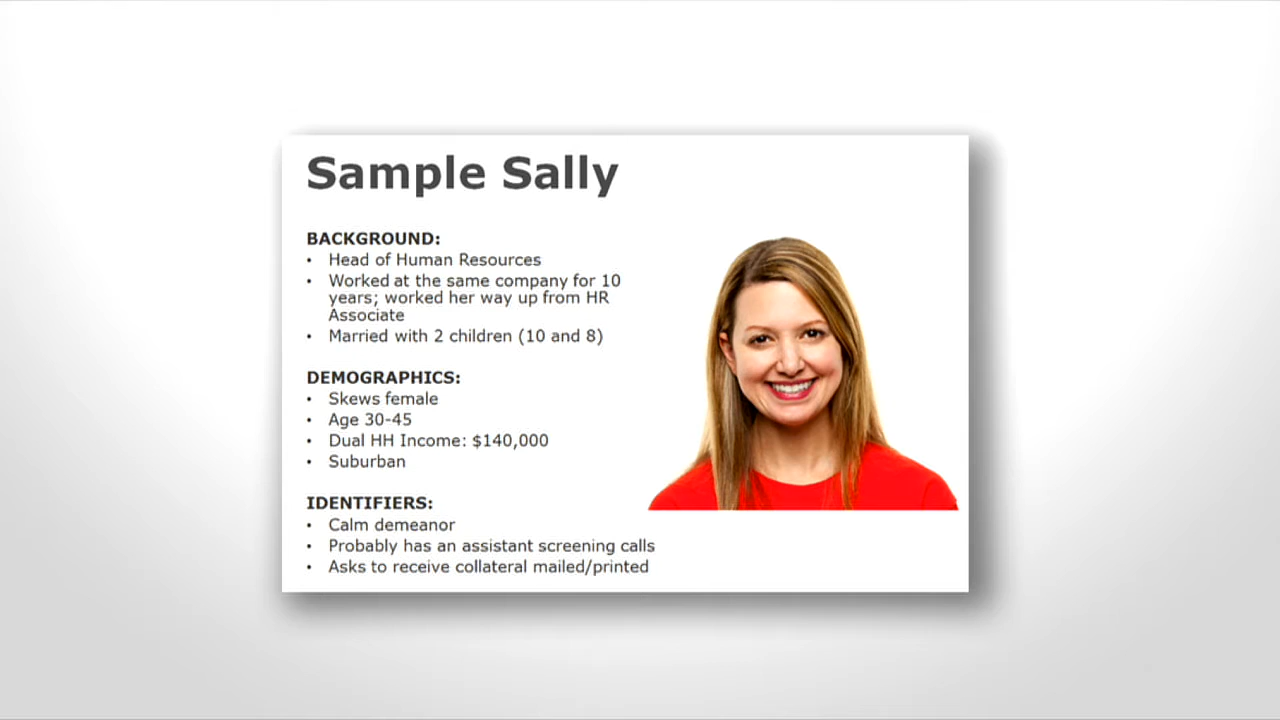 Sample Sally
BACKGROUND:
• Head of Human Resources
• Worked at the same company for 10
years; worked her way up from HR
Associate
• Married with 2 children (10 and 8)
DEMOGRAPHICS:
• Skews female
• Age 30-45
• Dual HH Income: $140,000
• Suburban
IDENTIFIERS:
• Calm demeanor
• Probably has an assistant screening calls
• Asks to receive collateral mailed/printed